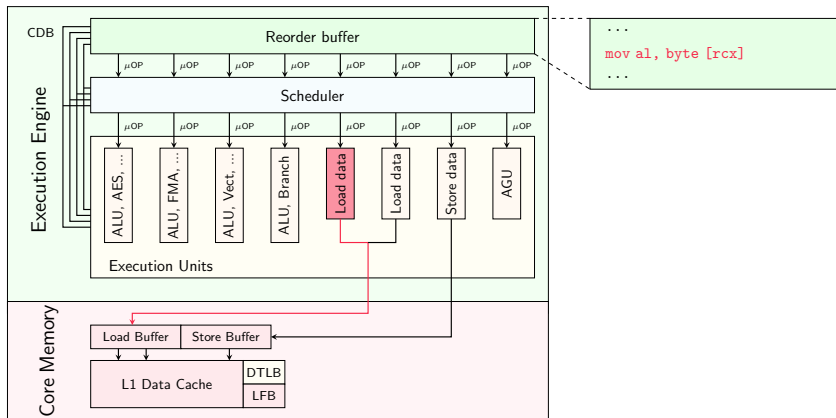 CDB
Reorder buffer
...
mov al, byte [rcx]
...
μOP μOP μOP μOP μOP μOP μOP μOP
Scheduler
μOP μOP μOP μOP μOP μOP μOP μOP
Execution Engine
ALU, AES, ...
ALU, FMA, ...
ALU, Vect, ...
ALU, Branch
Load data
Load data
Store data
AGU
Execution Units
Core Memory
Load Buffer
Store Buffer
L1 Data Cache
DTLB
LFB